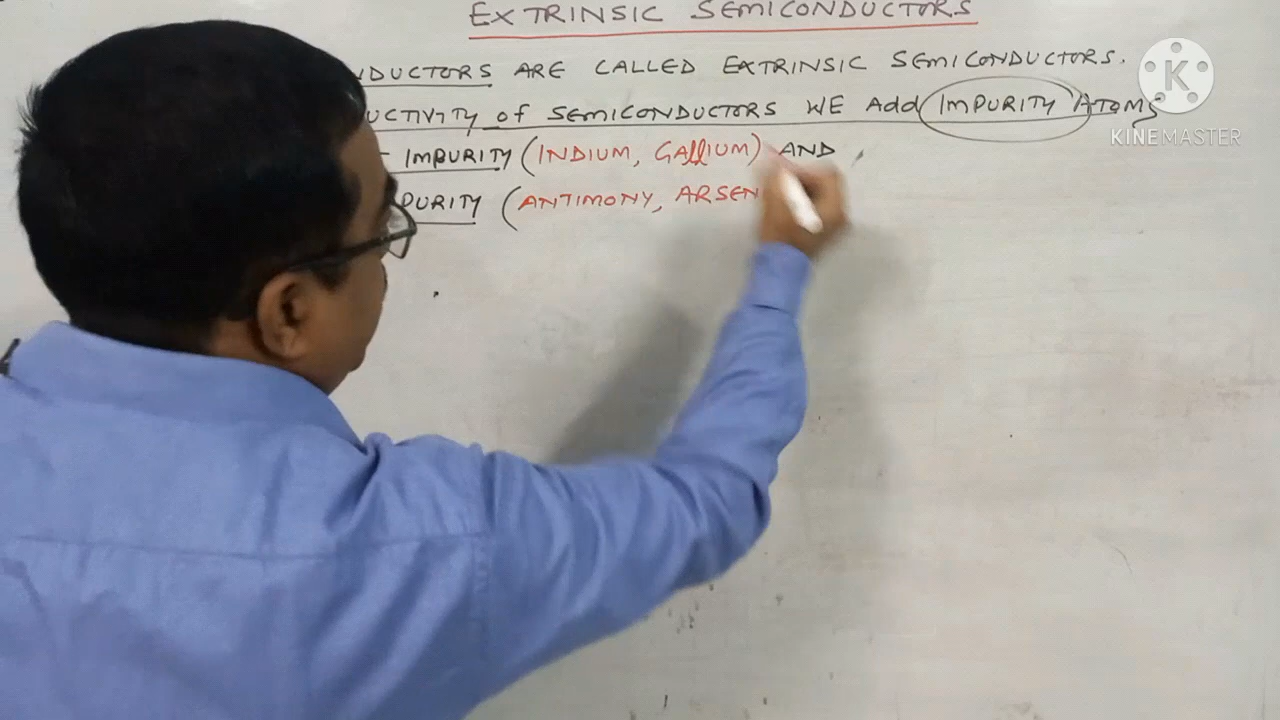 EXTRINSIC SEMICONDUCTORS
NDUCTORS ARE CALLED EXTRINSIC SEMICONDUCTORS.
UCTIVITY of SEMICONDUCTORS WE Add IMPURITY ATOMS
IMPURITY (INDIUM, GAllIUM) AND
PURITY (ANTIMONY, ARSEN
K
KINEMASTER